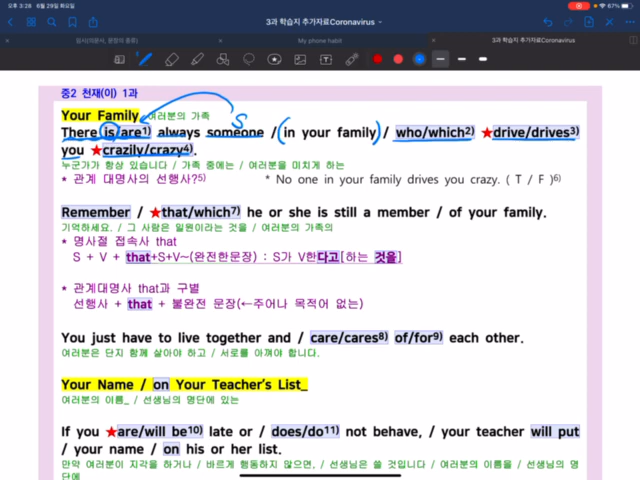 오후 3:28 6월 29일 화요일
3과 학습지 추가자료Coronavirus
67%
임시(의문사, 문장의 종류)
My phone habit
3과 학습지 추가자료Coronavirus
중2 천재(이) 1과
Your Family 여러분의 가족
S
There is/are1) always someone / (in your family) / who/which2) ★drive/drives3)
you ★crazily/crazy4).
누군가가 항상 있습니다 / 가족 중에는 / 여러분을 미치게 하는
* 관계 대명사의 선행사?5) * No one in your family drives you crazy. ( T / F )6)
Remember / ★that/which7) he or she is still a member / of your family.
기억하세요. / 그 사람은 일원이라는 것을 / 여러분의 가족의
* 명사절 접속사 that
S + V + that+S+V~(완전한문장) : S가 V한다고[하는 것을]
* 관계대명사 that과 구별
선행사 + that + 불완전 문장(←주어나 목적어 없는)
You just have to live together and / care/cares8) of/for9) each other.
여러분은 단지 함께 살아야 하고 / 서로를 아껴야 합니다.
Your Name / on Your Teacher's List_
여러분의 이름_ / 선생님의 명단에 있는
If you ★are/will be10) late or / does/do11) not behave, / your teacher will put
/ your name / on his or her list.
만약 여러분이 지각을 하거나 / 바르게 행동하지 않으면, / 선생님은 쓸 것입니다 / 여러분의 이름을 / 선생님의 명
단에